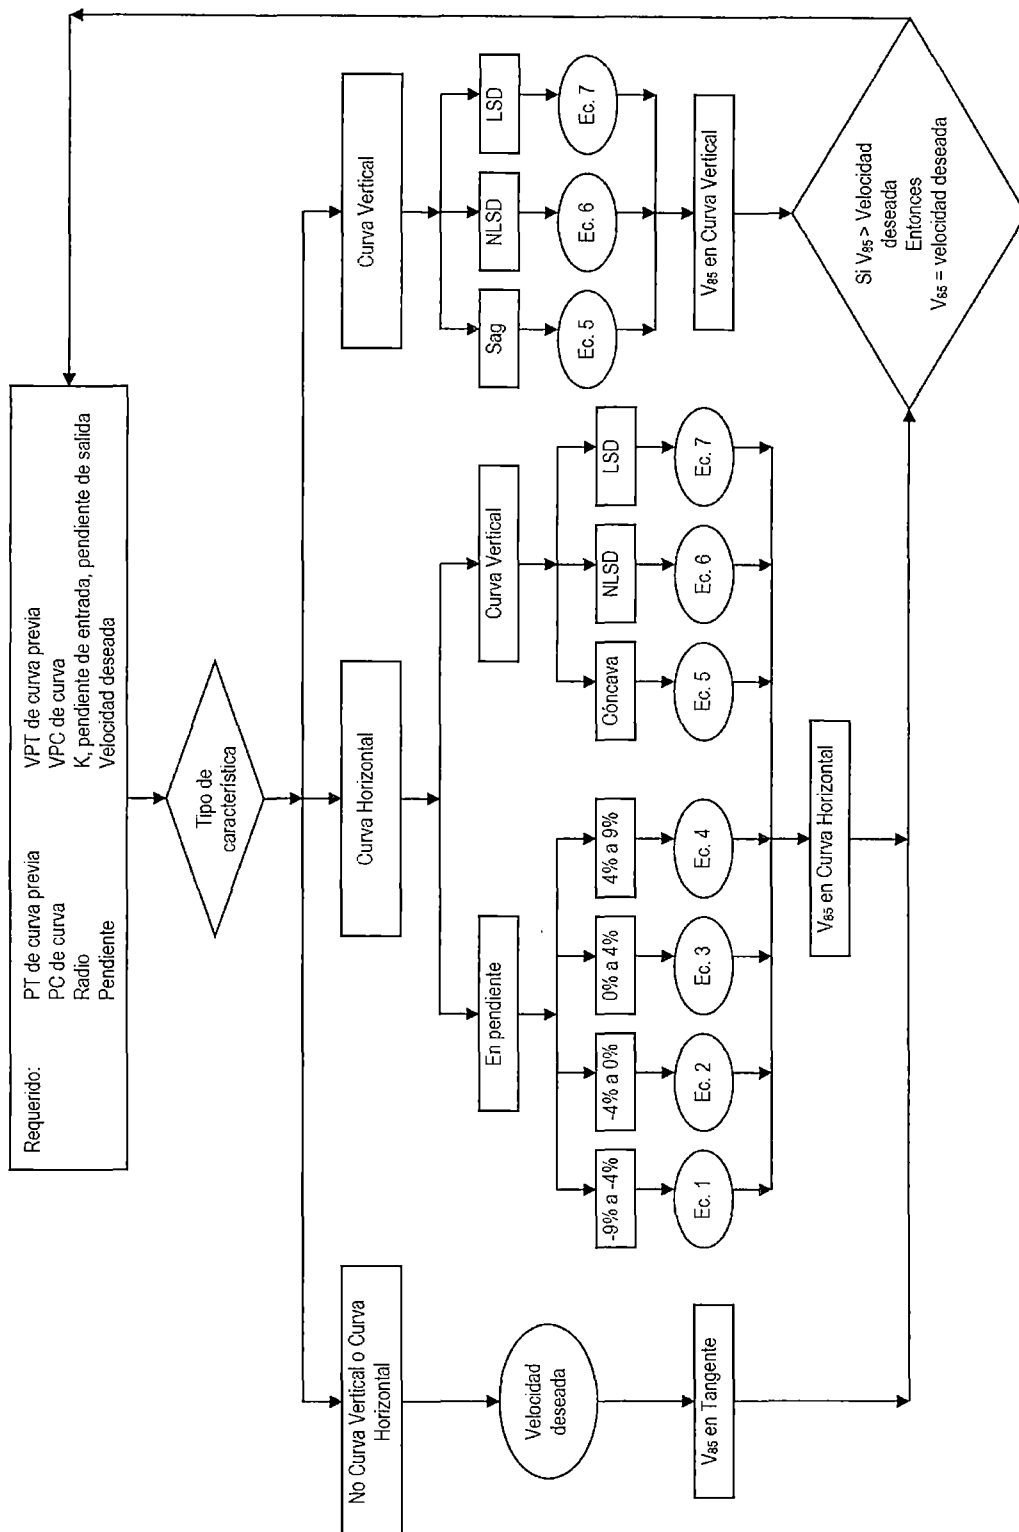 Requerido:
PT de curva previa
PC de curva
Radio
Pendiente
VPT de curva previa
VPC de curva
K, pendiente de entrada, pendiente de salida
Velocidad deseada
Tipo de
característica
No Curva Vertical o Curva
Horizontal
Curva Horizontal
Curva Vertical
Velocidad
deseada
V85 en Tangente
En pendiente
Curva Vertical
-9% a -4%
-4% a 0%
0% a 4%
4% a 9%
Cóncava
NLSD
LSD
Ec. 1
Ec. 2
Ec. 3
Ec. 4
Ec. 5
Ec. 6
Ec. 7
V85 en Curva Horizontal
Sag
NLSD
LSD
Ec. 5
Ec. 6
Ec. 7
V85 en Curva Vertical
Si V85 > Velocidad
deseada
Entonces
V85 = velocidad deseada